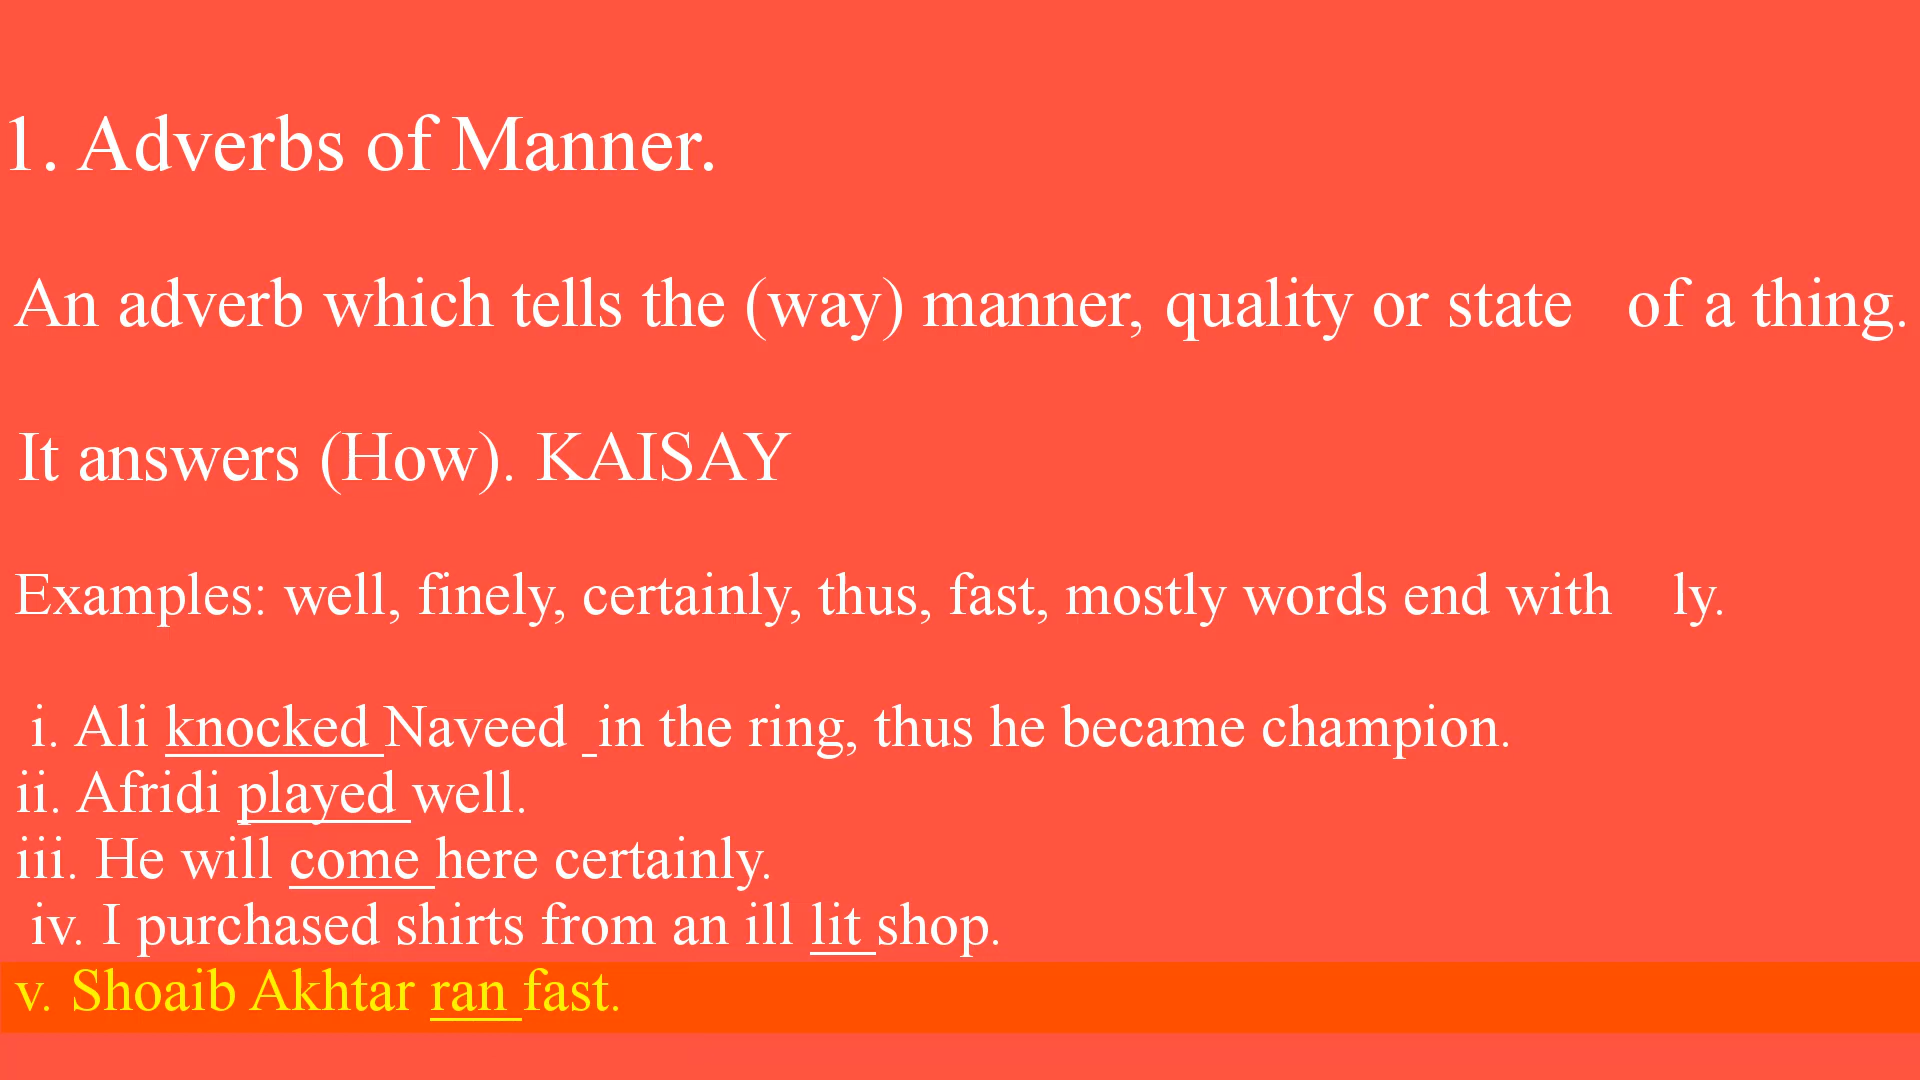 1. Adverbs of Manner.
An adverb which tells the (way) manner, quality or state of a thing.
It answers (How). KAISAY
Examples: well, finely, certainly, thus, fast, mostly words end with ly.
i. Ali knocked Naveed _in the ring, thus he became champion.
ii. Afridi played well.
iii. He will come here certainly.
iv. I purchased shirts from an ill lit shop.
v. Shoaib Akhtar ran fast.